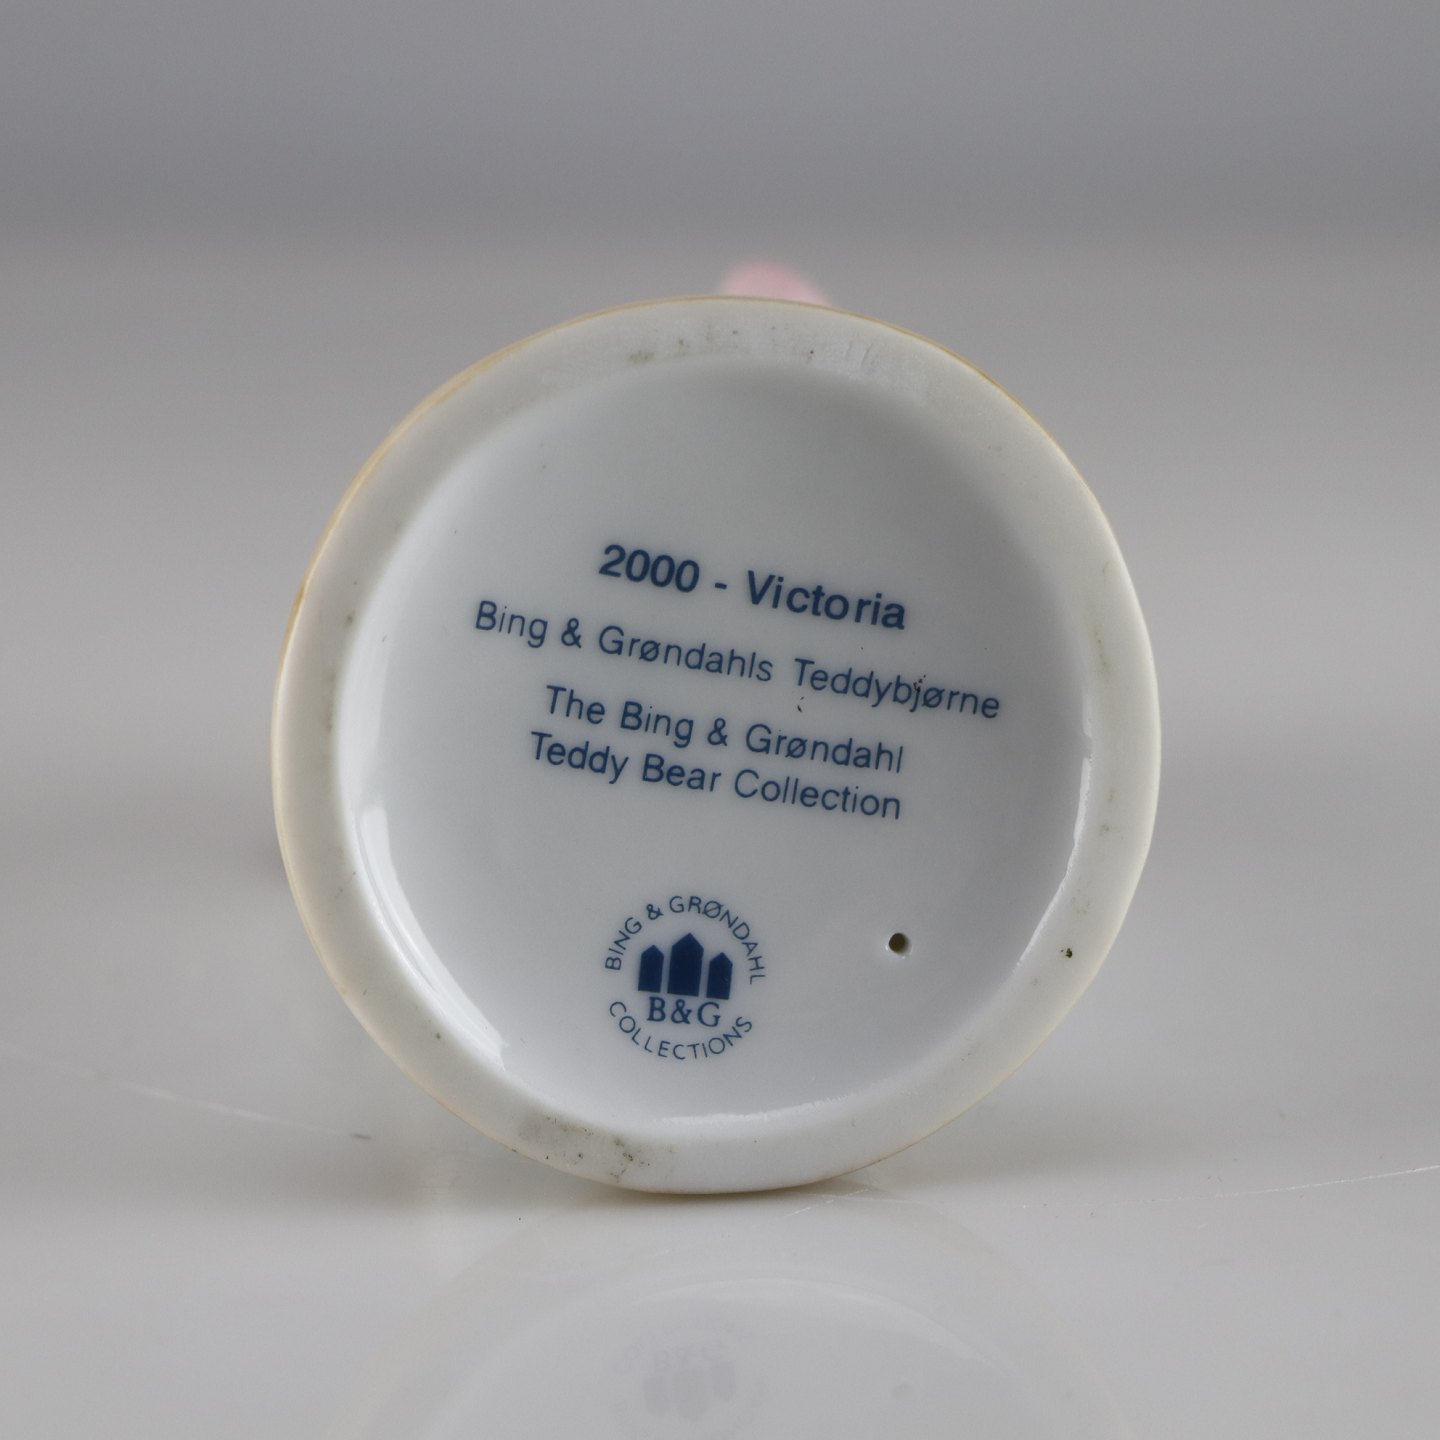 2000 - Victoria
Bing & Grøndahls Teddybjørne
The Bing & Grøndahl
Teddy Bear Collection
BING & GRØNDAHL
B&G
COLLECTIONS